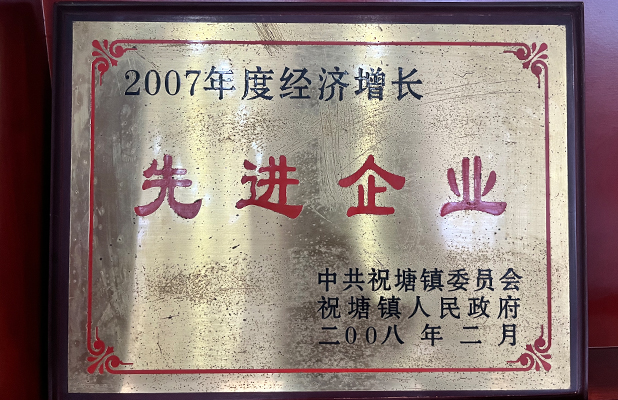 2007年度经济增长
先进企业
中共祝塘镇委员会
祝塘镇人民政府
二00八年二月